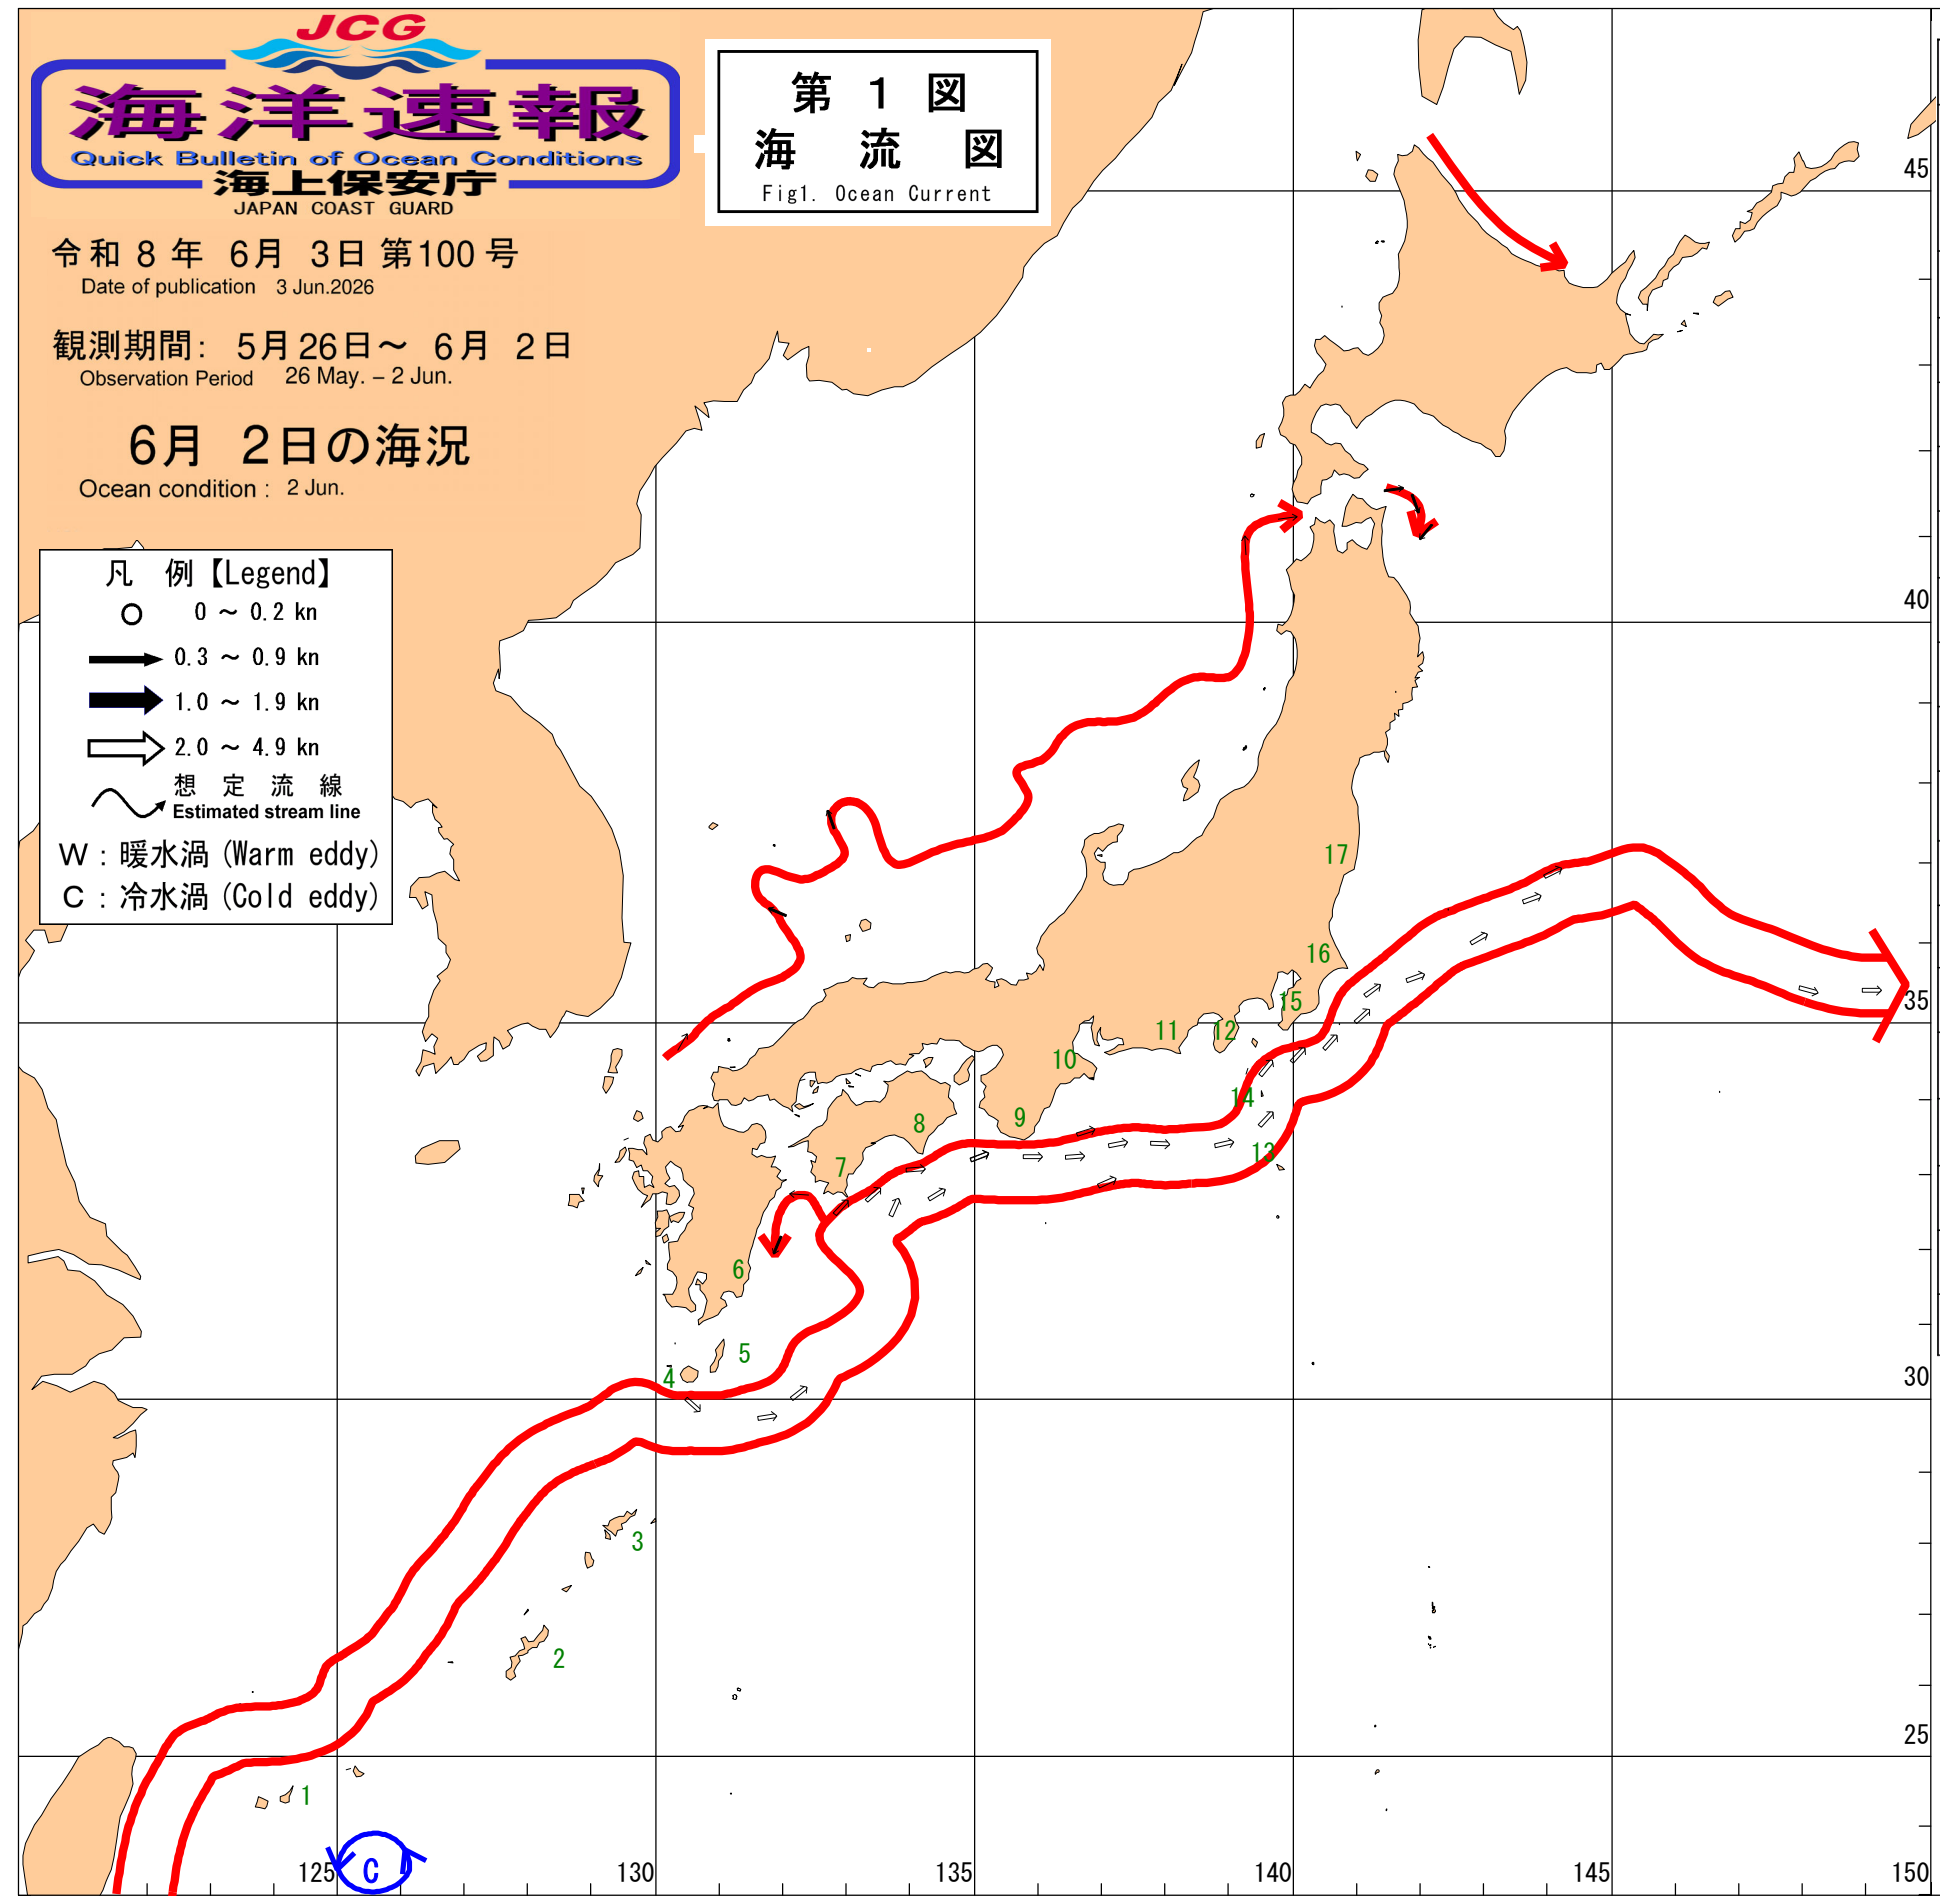 JCG
海洋速報
Quick Bulletin of Ocean Conditions
海上保安庁
JAPAN COAST GUARD
第 1 図
海 流 図
Fig1. Ocean Current
令和 8 年 6月 3日 第100 号
Date of publication 3 Jun.2026
観測期間: 5月26日～ 6月 2日
Observation Period 26 May. – 2 Jun.
6月 2日の海況
Ocean condition : 2 Jun.
凡 例【Legend】
0 ～ 0.2 kn
0.3 ～ 0.9 kn
1.0 ～ 1.9 kn
2.0 ～ 4.9 kn
想 定 流 線
Estimated stream line
W : 暖水渦 (Warm eddy)
C : 冷水渦 (Cold eddy)
45
40
17
16
35
15
11
12
10
14
9
8
13
7
6
5
4
30
3
2
25
1
C
125
130
135
140
145
150